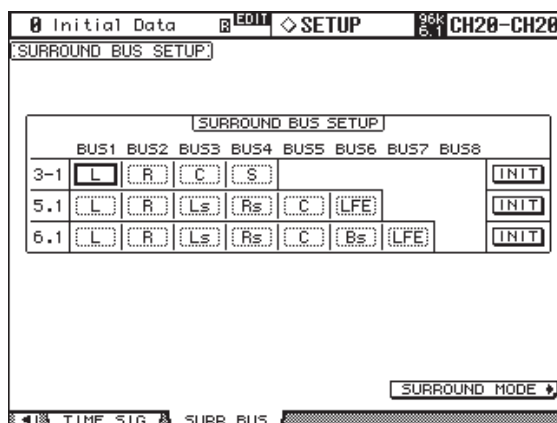 0 Initial Data R EDIT ◇SETUP 96K 6.1 CH20-CH20
SURROUND BUS SETUP
SURROUND BUS SETUP
BUS1 BUS2 BUS3 BUS4 BUS5 BUS6 BUS7 BUS8
3-1 L R C S INIT
5.1 L R Ls Rs C LFE INIT
6.1 L R Ls Rs C Bs LFE INIT
SURROUND MODE
TIME SIG SURR BUS